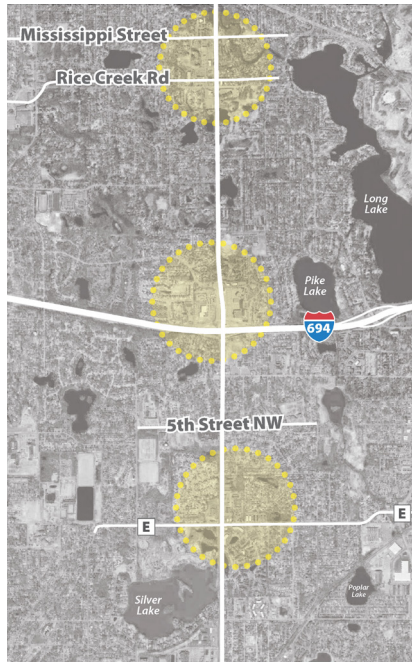 Mississippi Street
Rice Creek Rd
Long
Lake
Pike
Lake
694
5th Street NW
E
E
Silver
Lake
Poplar
Lake